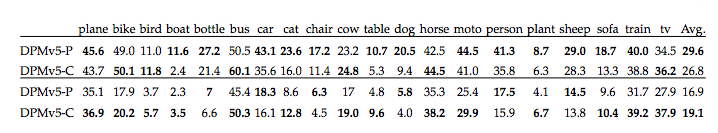 plane bike bird boat bottle bus car cat chair cow table dog horse moto person plant sheep sofa train tv Avg.
DPMv5-P 45.6 49.0 11.0 11.6 27.2 50.5 43.1 23.6 17.2 23.2 10.7 20.5 42.5 44.5 41.3 8.7 29.0 18.7 40.0 34.5 29.6
DPMv5-C 43.7 50.1 11.8 2.4 21.4 60.1 35.6 16.0 11.4 24.8 5.3 9.4 44.5 41.0 35.8 6.3 28.3 13.3 38.8 36.2 26.8
DPMv5-P 35.1 17.9 3.7 2.3 7 45.4 18.3 8.6 6.3 17 4.8 5.8 35.3 25.4 17.5 4.1 14.5 9.6 31.7 27.9 16.9
DPMv5-C 36.9 20.2 5.7 3.5 6.6 50.3 16.1 12.8 4.5 19.0 9.6 4.0 38.2 29.9 15.9 6.7 13.8 10.4 39.2 37.9 19.1